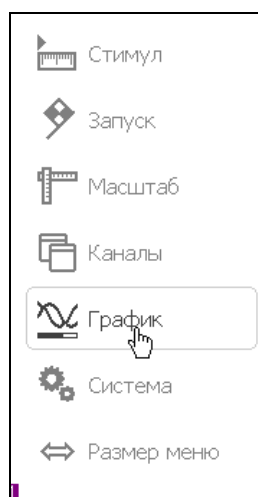 Стимул
Запуск
Масштаб
Каналы
График
Система
Размер меню